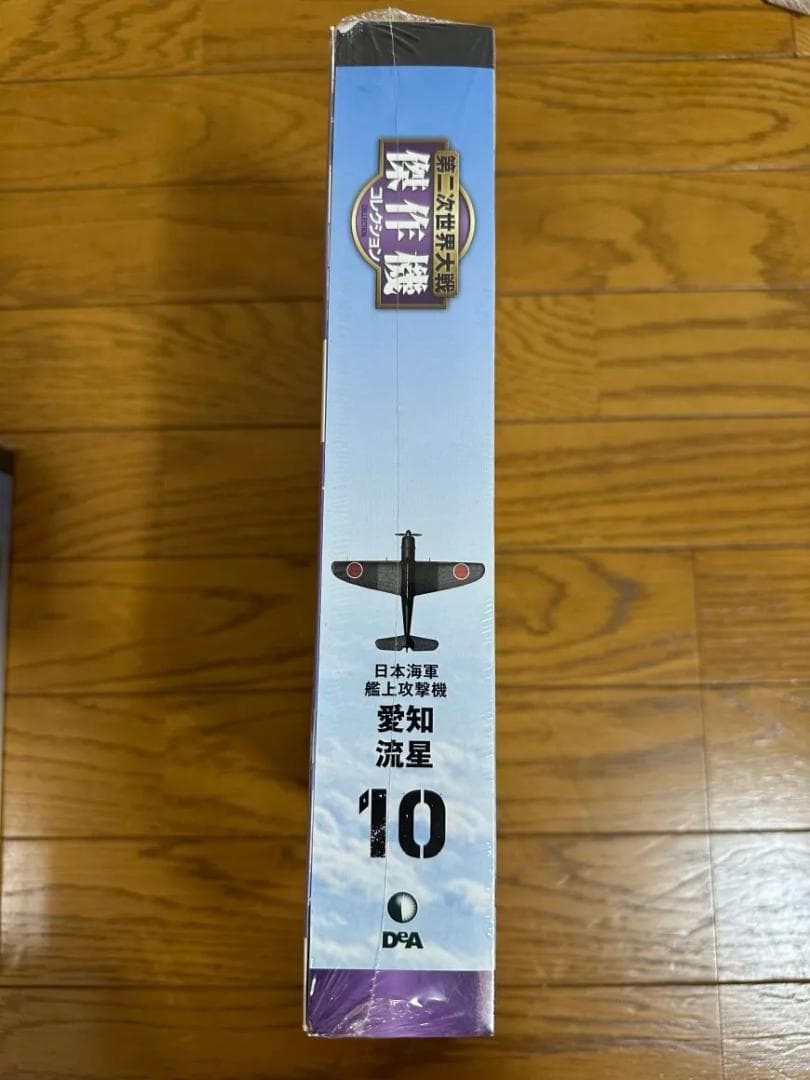 第二次世界大戦
傑作機
コレクション
日本海軍
艦上攻撃機
愛知
流星
10
DeA